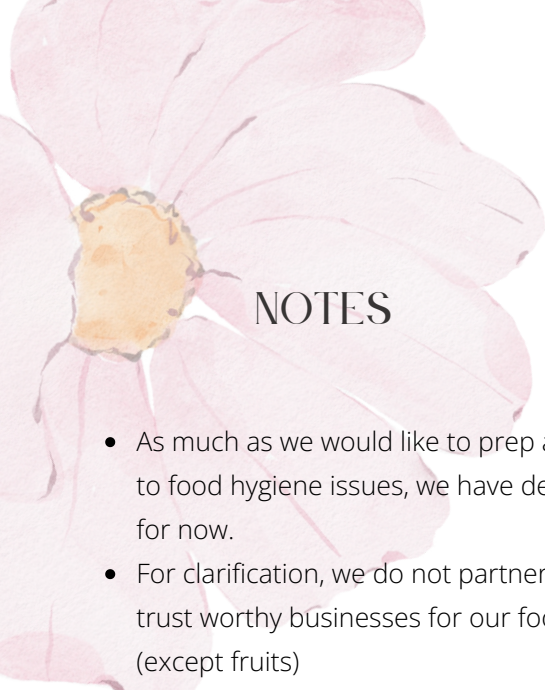 NOTES
• As much as we would like to prep
to food hygiene issues, we have
for now.
• For clarification, we do not partner
trust worthy businesses for our
(except fruits)